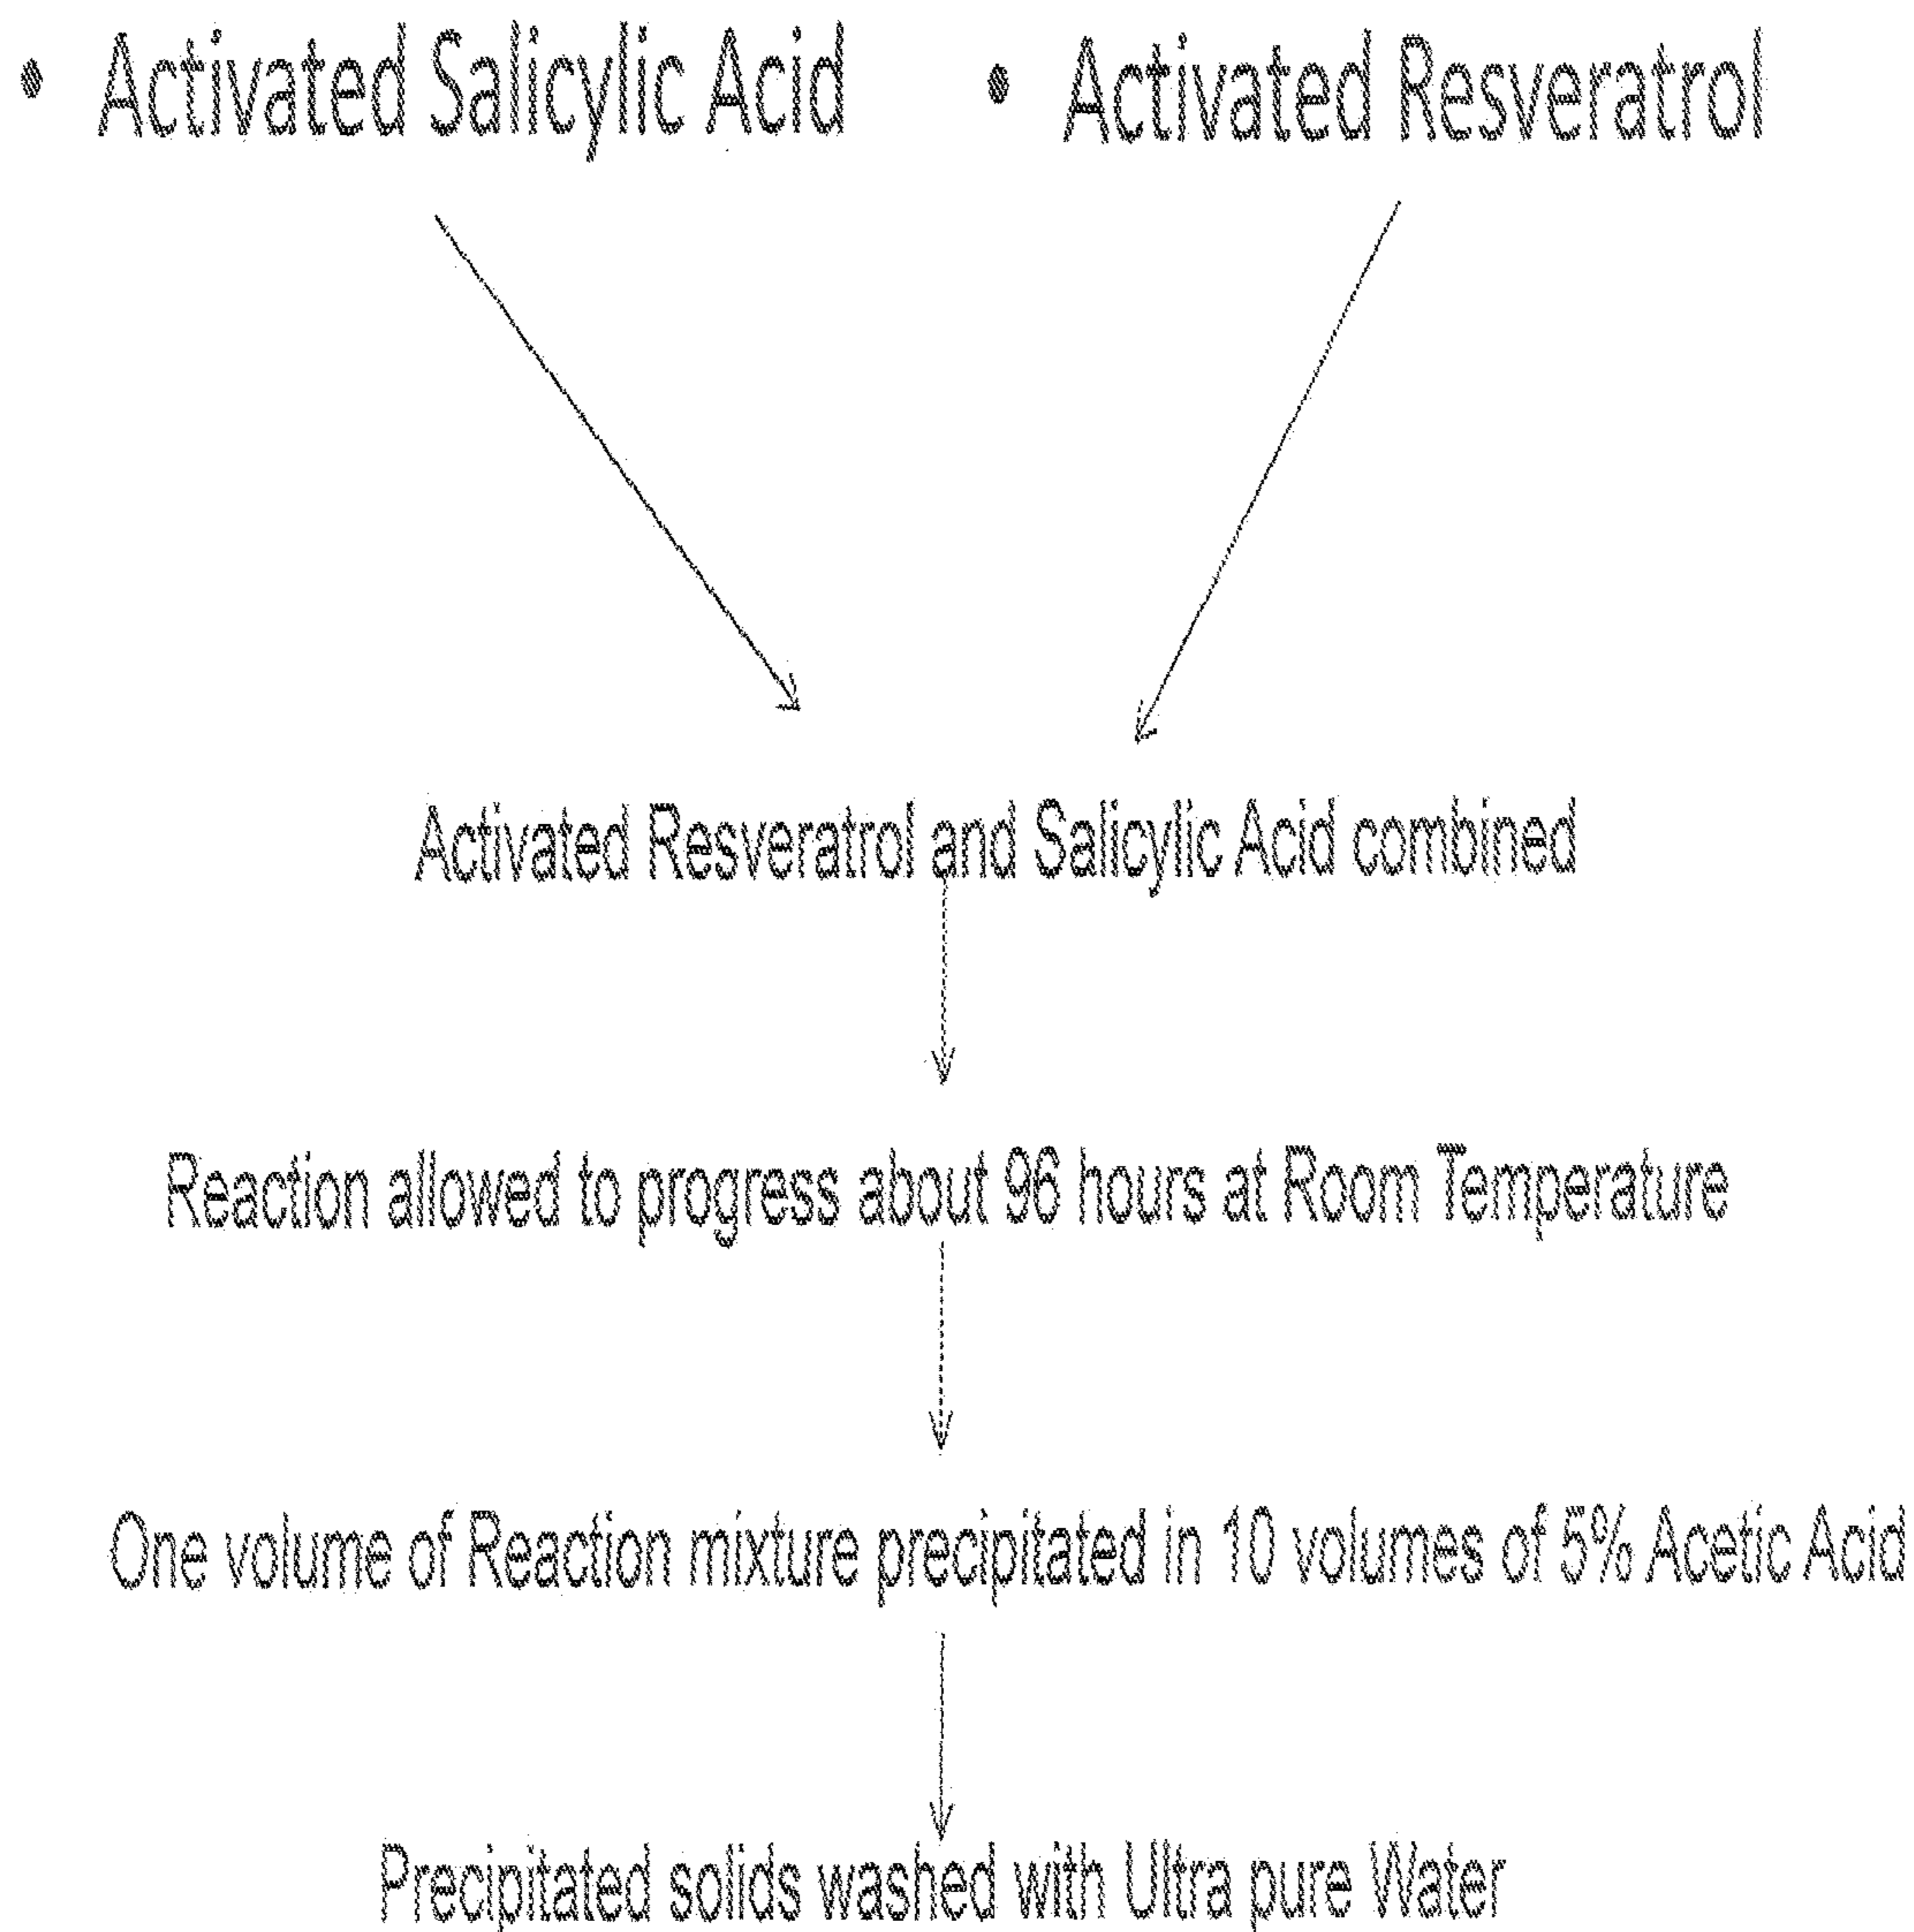 • Activated Salicylic Acid
• Activated Resveratrol
Activated Resveratrol and Salicylic Acid combined
Reaction allowed to progress about 96 hours at Room Temperature
One volume of Reaction mixture precipitated in 10 volumes of 5% Acetic Acid
Precipitated solids washed with Ultra pure Water